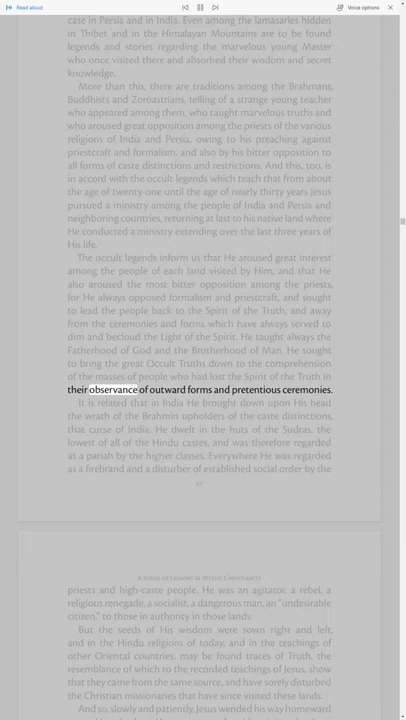 Read aloud
Voice options
case in Persia and in India. Even among the lamasaries hidden
in Thibet and in the Himalayan Mountains are to be found
legends and stories regarding the marvelous young Master
who once visited there and absorbed their wisdom and secret
knowledge.
More than this, there are traditions among the Brahmans,
Buddhists and Zoroastrians, telling of a strange young teacher
who appeared among them, who taught marvelous truths and
who aroused great opposition among the priests of the various
religions of India and Persia, owing to his preaching against
priestcraft and formalism, and also by his bitter opposition to
all forms of caste distinctions and restrictions. And this, too, is
in accord with the occult legends which teach that from about
the age of twenty-one until the age of nearly thirty years Jesus
pursued a ministry among the people of India and Persia and
neighboring countries, returning at last to his native land where
He conducted a ministry extending over the last three years of
His life.
The occult legends inform us that He aroused great interest
among the people of each land visited by Him, and that He
also aroused the most bitter opposition among the priests,
for He always opposed formalism and priestcraft, and sought
to lead the people back to the Spirit of the Truth, and away
from the ceremonies and forms which have always served to
dim and becloud the Light of the Spirit. He taught always the
Fatherhood of God and the Brotherhood of Man. He sought
to bring the great Occult Truths down to the comprehension
of the masses of people who had lost the Spirit of the Truth in
their observance of outward forms and pretentious ceremonies.
It is related that in India He brought down upon His head
the wrath of the Brahmin upholders of the caste distinctions,
that curse of India. He dwelt in the huts of the Sudras, the
lowest of all of the Hindu castes, and was therefore regarded
as a pariah by the higher classes. Everywhere He was regarded
as a firebrand and a disturber of established social order by the
A Series of Lessons in Mystic Christianity
priests and high-caste people. He was an agitator, a rebel, a
religious renegade, a socialist, a dangerous man, an "undesirable
citizen," to those in authority in those lands.
But the seeds of His wisdom were sown right and left,
and in the Hindu religions of today, and in the teachings of
other Oriental countries, may be found traces of Truth, the
resemblance of which to the recorded teachings of Jesus, show
that they came from the same source, and have sorely disturbed
the Christian missionaries that have since visited these lands.
And so, slowly and patiently, Jesus wended his way homeward